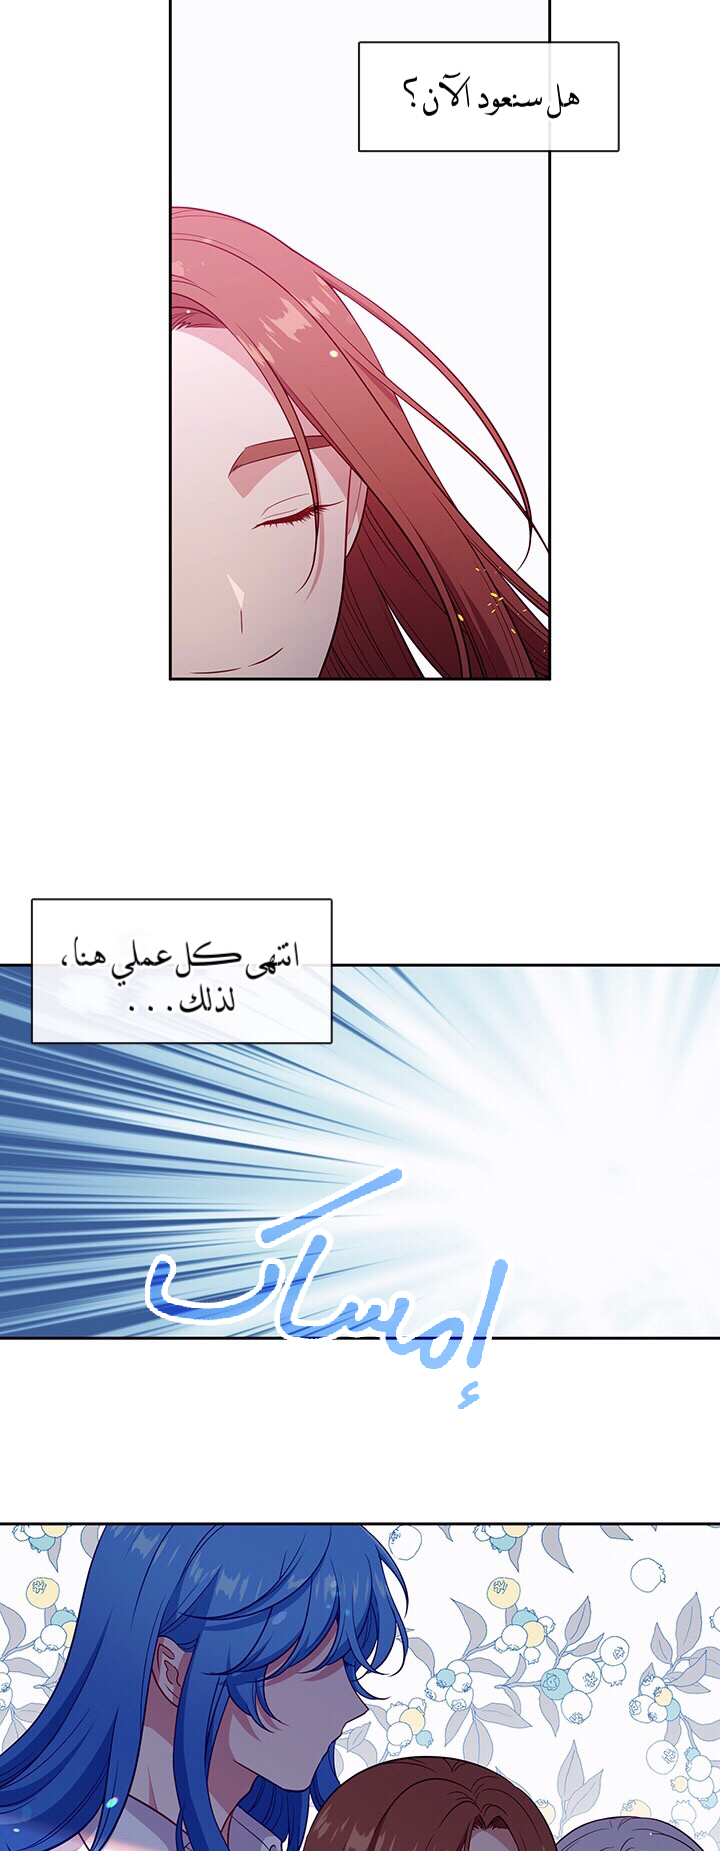 هل سنعود الآن؟
انتهى كل عملي هنا،
لذلك...
إمساك